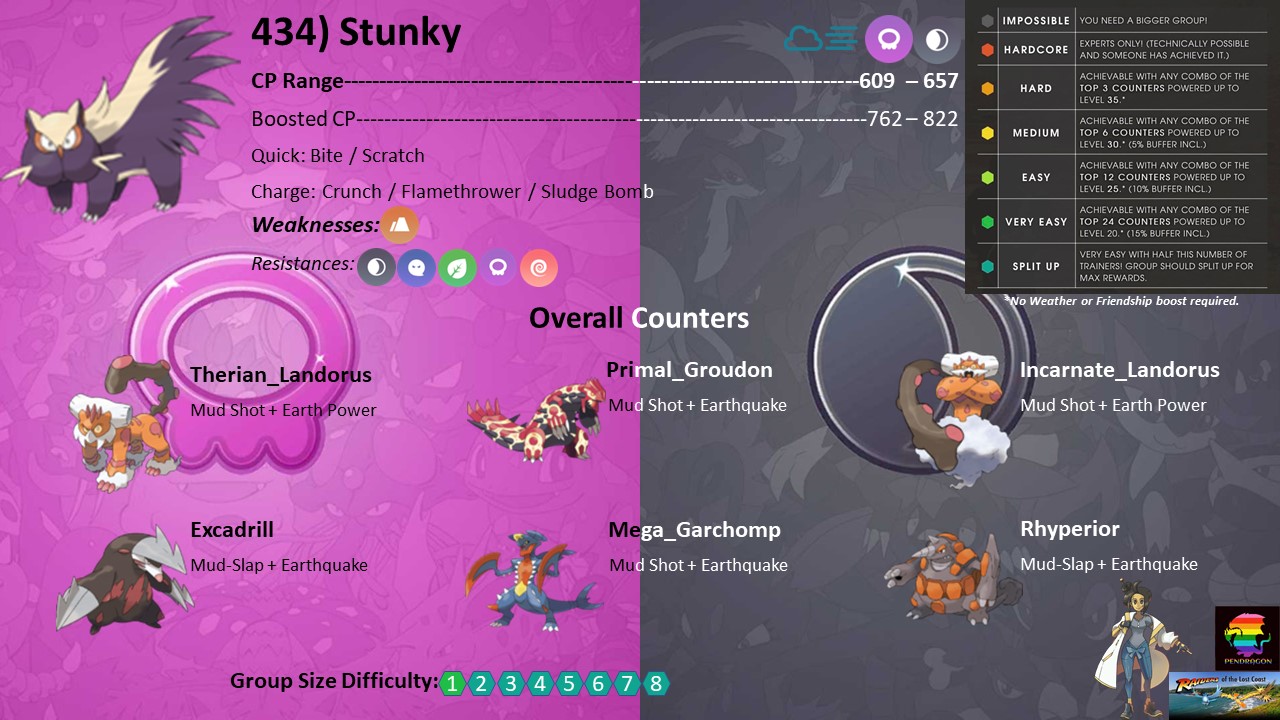 434) Stunky
CP Range---609 – 657
Boosted CP---762 – 822
Quick: Bite / Scratch
Charge: Crunch / Flamethrower / Sludge Bomb
Weaknesses:
Resistances:
IMPOSSIBLE YOU NEED A BIGGER GROUP!
HARDCORE EXPERTS ONLY! (TECHNICALLY POSSIBLE
AND SOMEONE HAS ACHIEVED IT.)
HARD ACHIEVABLE WITH ANY COMBO OF THE
TOP 3 COUNTERS POWERED UP TO
LEVEL 35.*
MEDIUM ACHIEVABLE WITH ANY COMBO OF THE
TOP 6 COUNTERS POWERED UP TO
LEVEL 30.* (5% BUFFER INCL.)
EASY ACHIEVABLE WITH ANY COMBO OF THE
TOP 12 COUNTERS POWERED UP TO
LEVEL 25.* (10% BUFFER INCL.)
VERY EASY ACHIEVABLE WITH ANY COMBO OF THE
TOP 24 COUNTERS POWERED UP TO
LEVEL 20.* (15% BUFFER INCL.)
SPLIT UP VERY EASY WITH HALF THIS NUMBER OF
TRAINERS! GROUP SHOULD SPLIT UP FOR
MAX REWARDS.
*No Weather or Friendship boost required.
Overall Counters
Therian_Landorus
Mud Shot + Earth Power
Primal_Groudon
Mud Shot + Earthquake
Incarnate_Landorus
Mud Shot + Earth Power
Excadrill
Mud-Slap + Earthquake
Mega_Garchomp
Mud Shot + Earthquake
Rhyperior
Mud-Slap + Earthquake
Group Size Difficulty: 1 2 3 4 5 6 7 8
PENDRAGON
RAIDERS of the Lost Coast